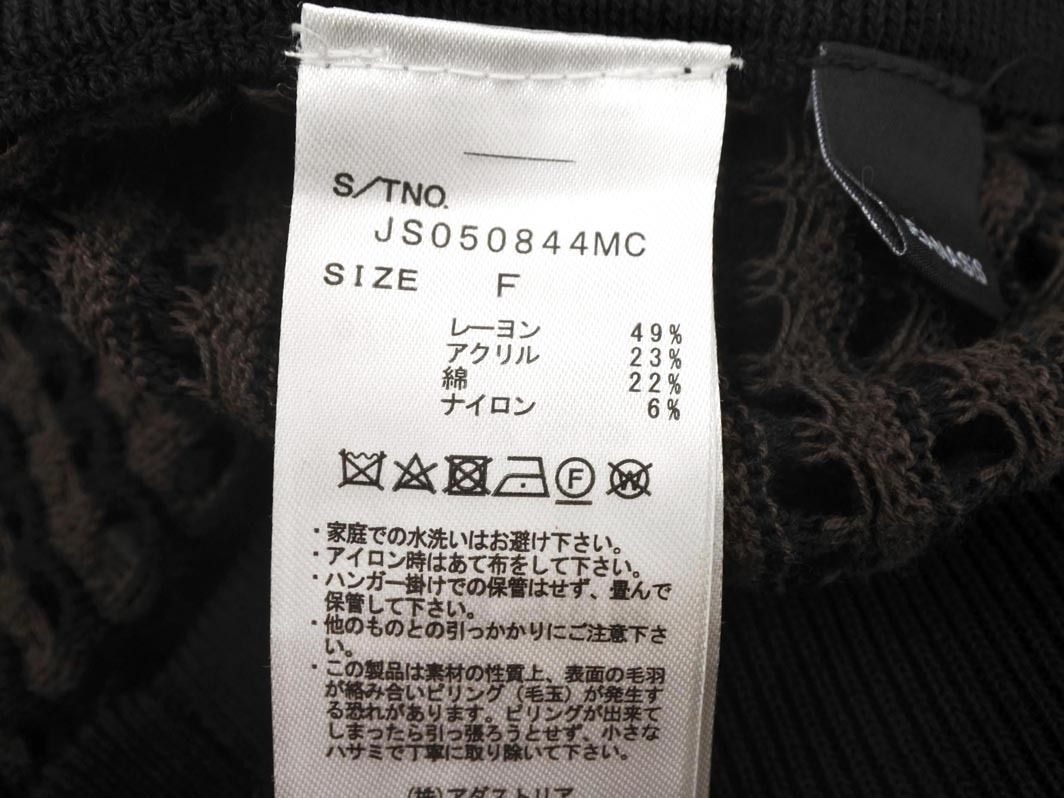 S/TNO.
JS050844MC
SIZE F
レーヨン 49%
アクリル 23%
綿 22%
ナイロン 6%
F W
・家庭での水洗いはお避け下さい。
・アイロン時はあて布をして下さい。
・ハンガー掛けでの保管はせず、畳んで
保管して下さい。
・他のものとの引っかかりにご注意下さ
い。
・この製品は素材の性質上、表面の毛羽
が絡み合いピリング（毛玉）が発生す
る恐れがあります。ピリングが出来て
しまったら引っ張ろうとせず、小さな
ハサミで丁寧に取り除いて下さい。
(株)アダストリア